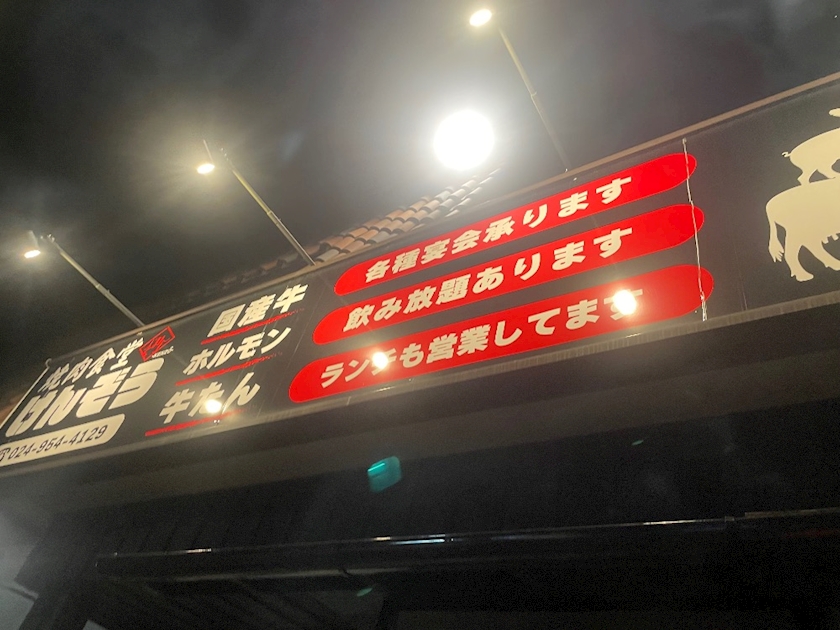 焼肉食堂
けんぞう
024-954-4129
国産牛
ホルモン
牛たん
各種宴会承ります
飲み放題あります
ランチも営業してます